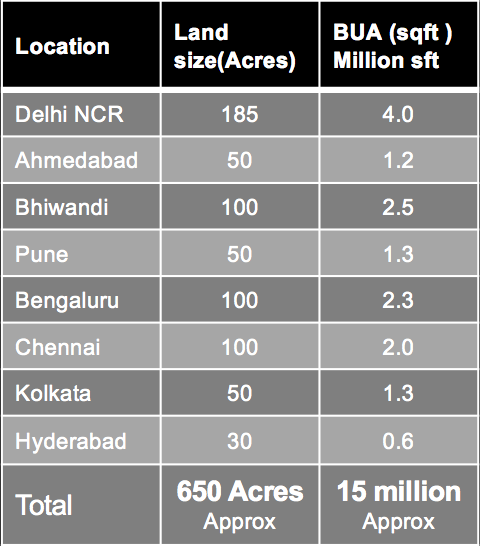 Location Land size(Acres) BUA (sqft ) Million sft
Delhi NCR 185 4.0
Ahmedabad 50 1.2
Bhiwandi 100 2.5
Pune 50 1.3
Bengaluru 100 2.3
Chennai 100 2.0
Kolkata 50 1.3
Hyderabad 30 0.6
Total 650 Acres Approx 15 million Approx